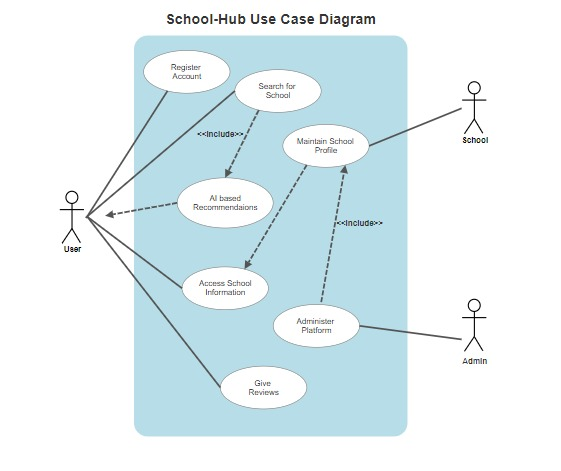 School-Hub Use Case Diagram
Register
Account
Search for
School
<<Include>>
Maintain School
Profile
School
AI based
Recommendaions
User
<<Include>>
Access School
Information
Administer
Platform
Admin
Give
Reviews